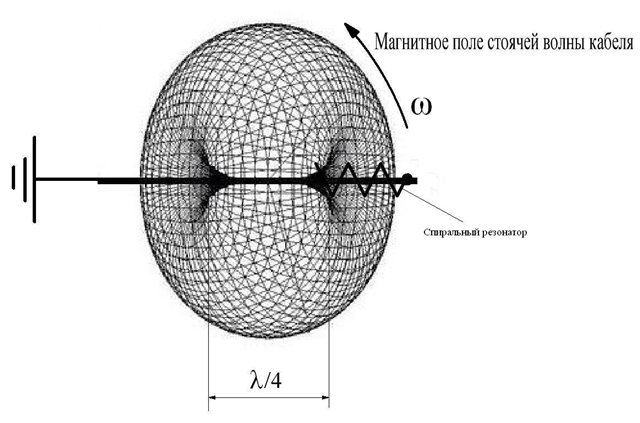 Магнитное поле стоячей волны кабеля
ω
Спиральный резонатор
λ/4